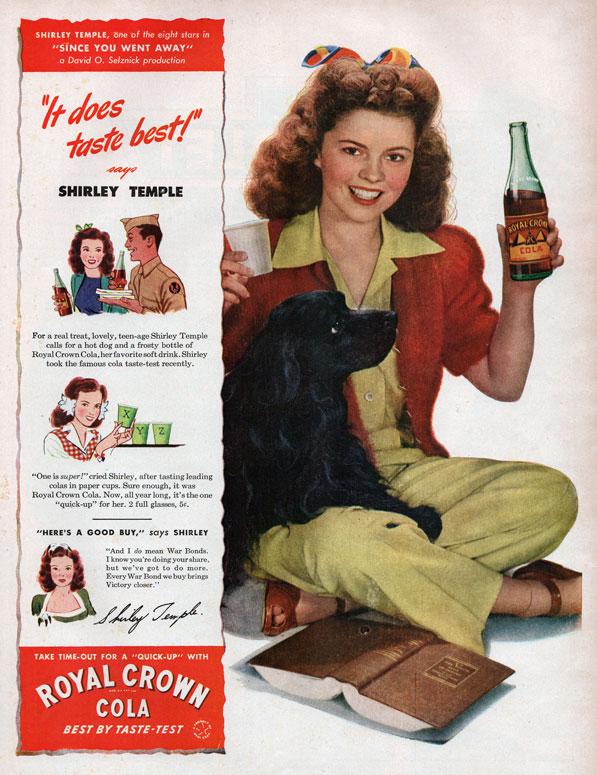 SHIRLEY TEMPLE, one of the eight stars in
"SINCE YOU WENT AWAY"
a David O. Selznick production
"It does
taste best!"
says
SHIRLEY TEMPLE
For a real treat, lovely, teen-age Shirley Temple
calls for a hot dog and a frosty bottle of
Royal Crown Cola, her favorite soft drink. Shirley
took the famous cola taste-test recently.
X
Y Z
"One is super!" cried Shirley, after tasting leading
colas in paper cups. Sure enough, it was
Royal Crown Cola. Now, all year long, it's the one
"quick-up" for her. 2 full glasses, 5¢.
"HERE'S A GOOD BUY," says SHIRLEY
"And I do mean War Bonds.
I know you're doing your share,
but we've got to do more.
Every War Bond we buy brings
Victory closer."
Shirley Temple.
TAKE TIME-OUT FOR A "QUICK-UP" WITH
ROYAL CROWN
COLA
BEST BY TASTE-TEST
ROYAL CROWN
COLA